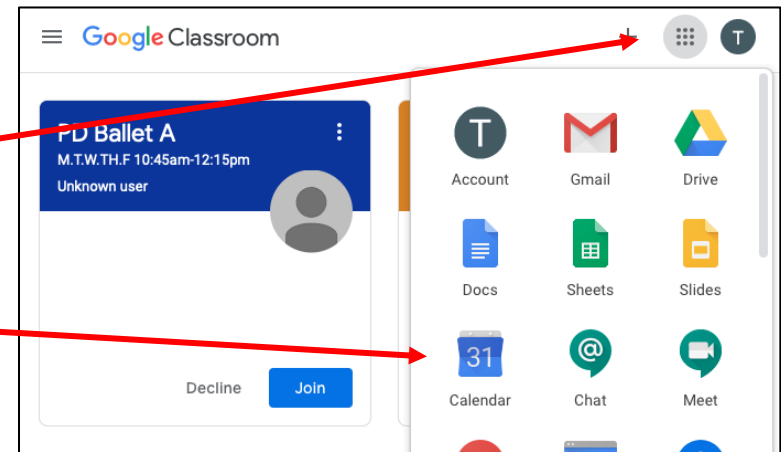 Google Classroom
T
PD Ballet A
M.T.W.TH.F 10:45am-12:15pm
Unknown user
Decline
Join
T
Account
Gmail
Drive
Docs
Sheets
Slides
31
Calendar
@
Chat
Meet